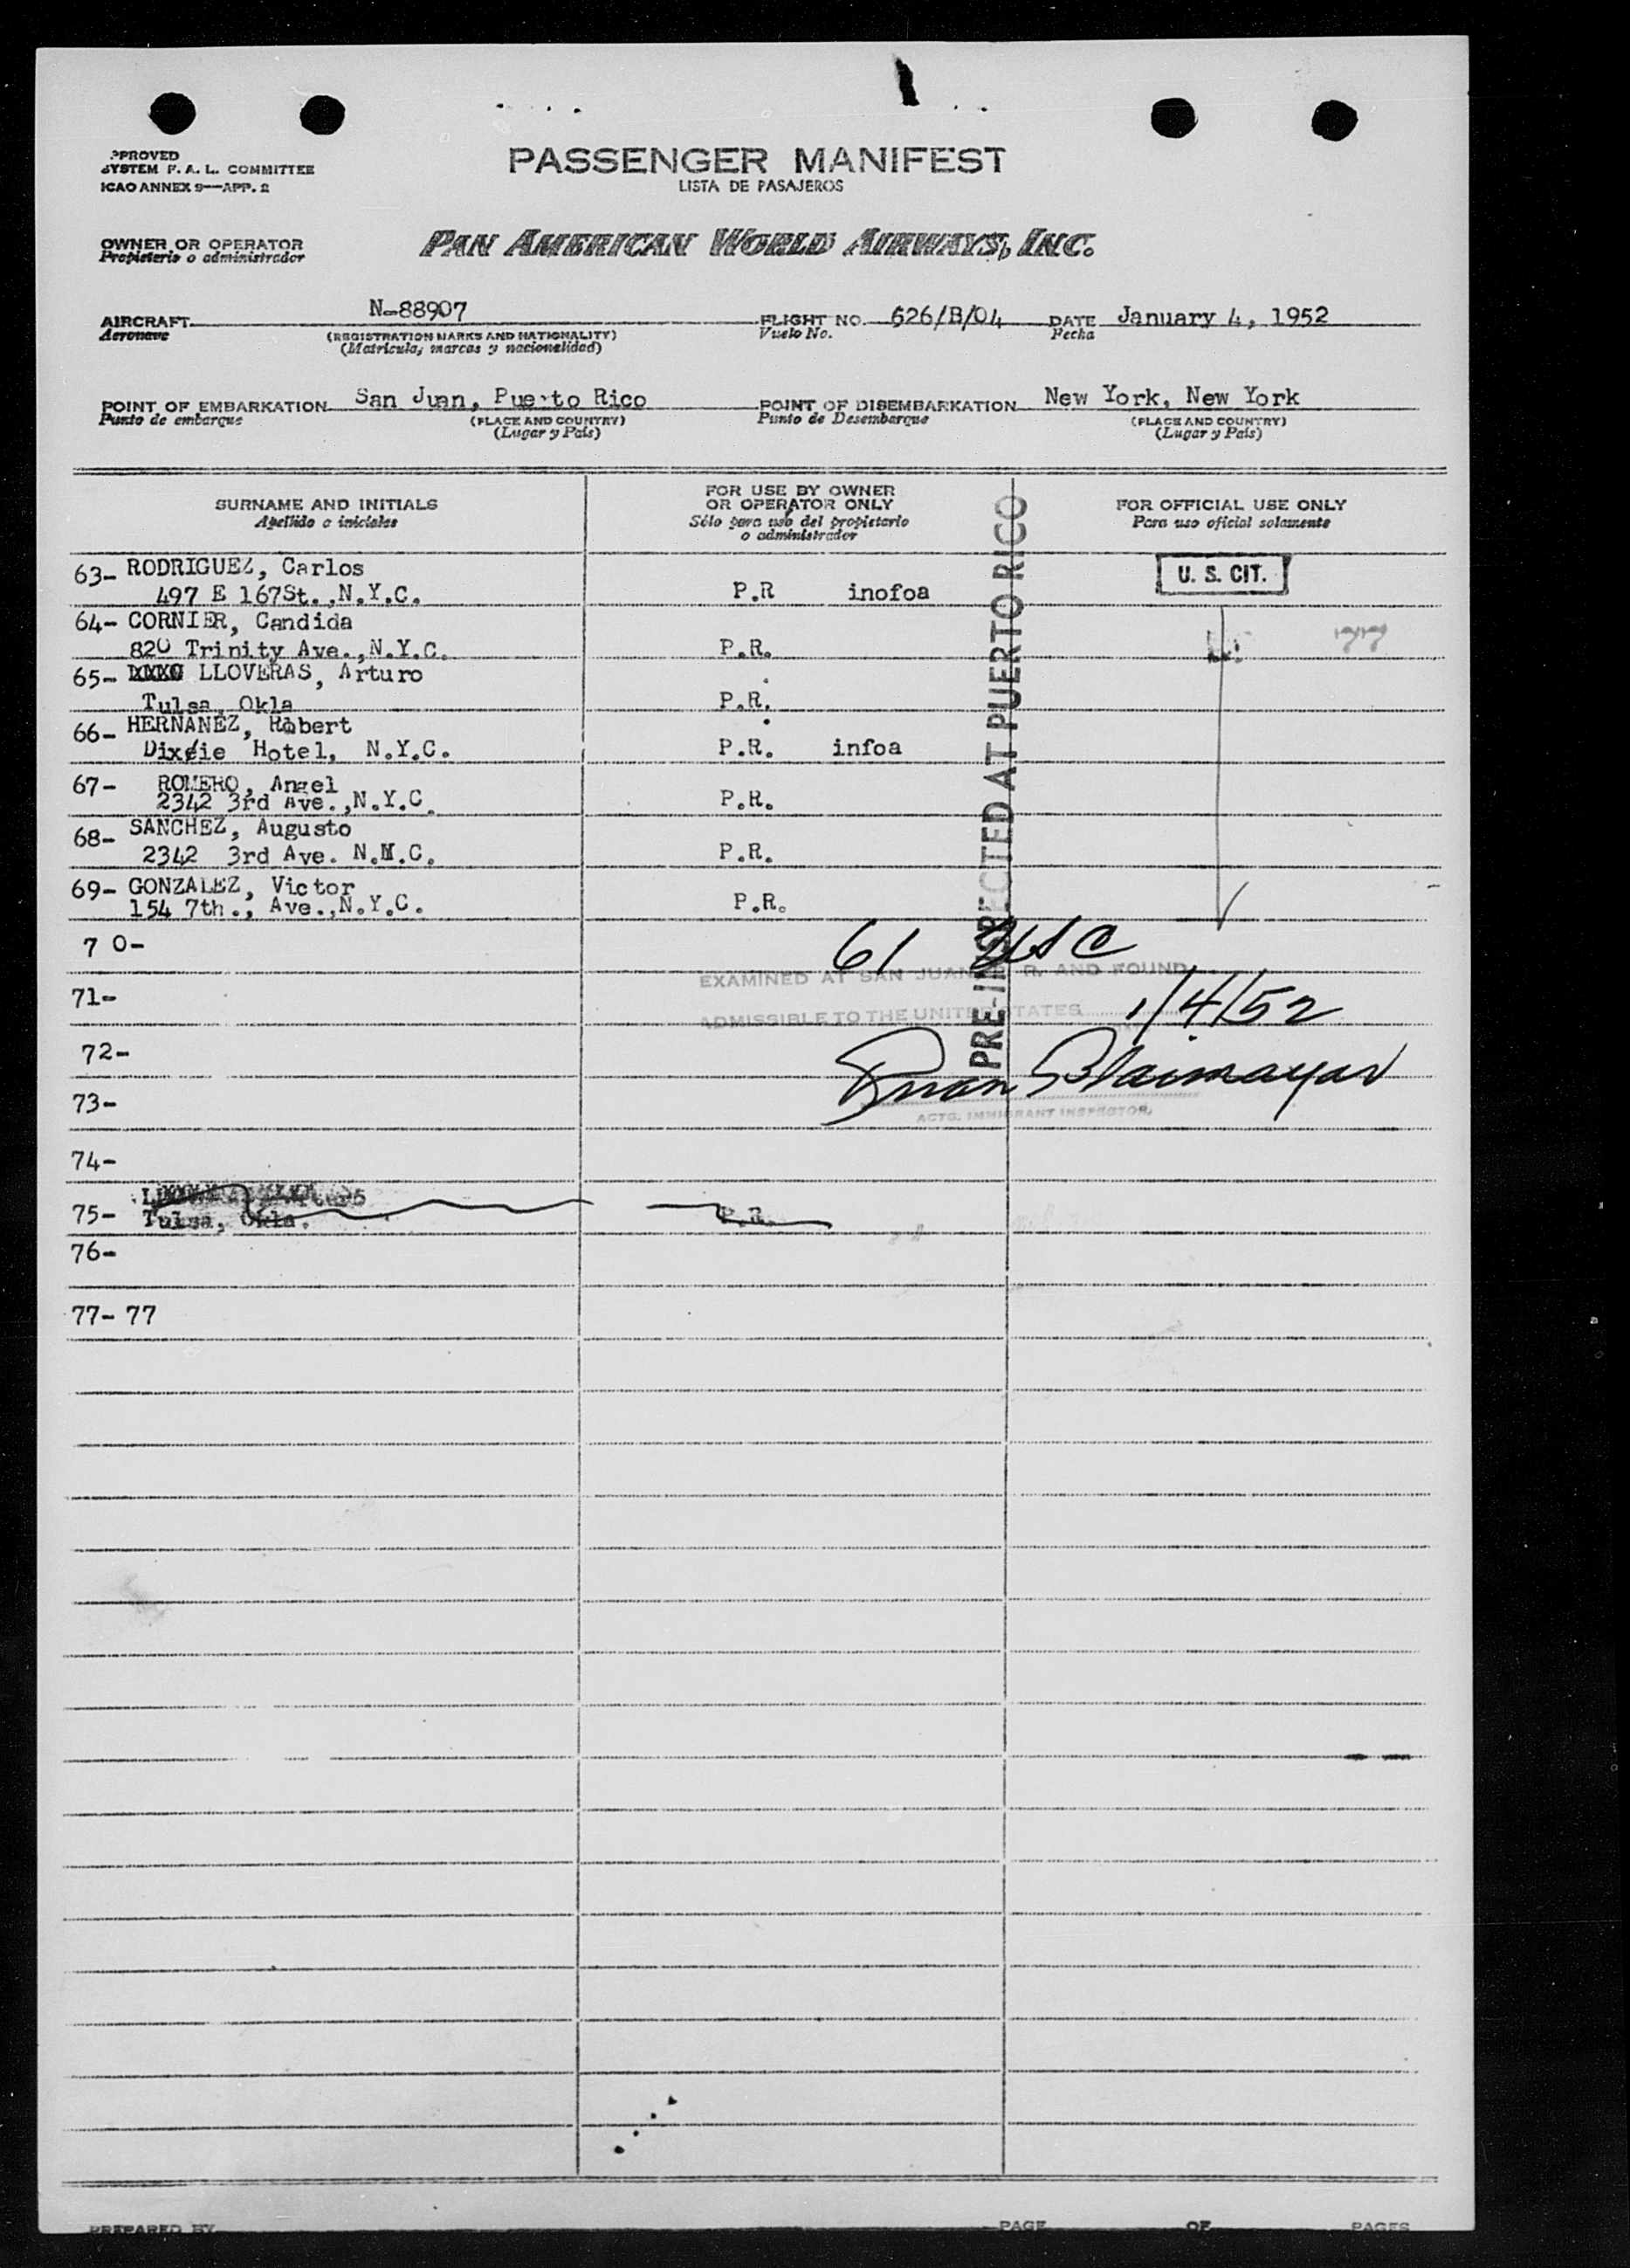 PPROVED
SYSTEM F. A. L. COMMITTEE
ICAO ANNEX 9—APP. 2
PASSENGER MANIFEST
LISTA DE PASAJEROS
OWNER OR OPERATOR
Propietario o administrador
PAN AMERICAN WORLD AIRWAYS, INC.
AIRCRAFT N-88907
Aeronave
(REGISTRATION MARKS AND NATIONALITY)
(Matricula, marcas y nacionalidad)
FLIGHT NO. 626/B/04
Vuelo No.
DATE January 4, 1952
Fecha
POINT OF EMBARKATION San Juan, Puerto Rico
Punto de embarque
(PLACE AND COUNTRY)
(Lugar y País)
POINT OF DISEMBARKATION New York, New York
Punto de Desembarque
(PLACE AND COUNTRY)
(Lugar y País)
SURNAME AND INITIALS
Apellido e iniciales
FOR USE BY OWNER
OR OPERATOR ONLY
Sólo para uso del propietario
o administrador
FOR OFFICIAL USE ONLY
Para uso oficial solamente
63- RODRIGUEZ, Carlos
497 E 167St.,N.Y.C. P.R inofoa
U. S. CIT.
64- CORNIER, Candida
820 Trinity Ave.,N.Y.C. P.R.
65- LLOVERAS, Arturo
Tulsa, Okla P.R.
66- HERNANEZ, Robert
Dixie Hotel, N.Y.C. P.R. infoa
67- ROMERO, Angel
2342 3rd Ave.,N.Y.C. P.R.
68- SANCHEZ, Augusto
2342 3rd Ave. N.Y.C. P.R.
69- GONZALEZ, Victor
154 7th., Ave.,N.Y.C. P.R.
PRE-INSPECTED AT PUERTO RICO
7 0-
61 USC
EXAMINED AT SAN JUAN, P. R. AND FOUND
71-
ADMISSIBLE TO THE UNITED STATES
1/4/52
72-
73-
ACTG. IMMIGRANT INSPECTOR
74-
75- Tulsa, Okla. P.R.
76-
77- 77
PREPARED BY PAGE OF PAGES